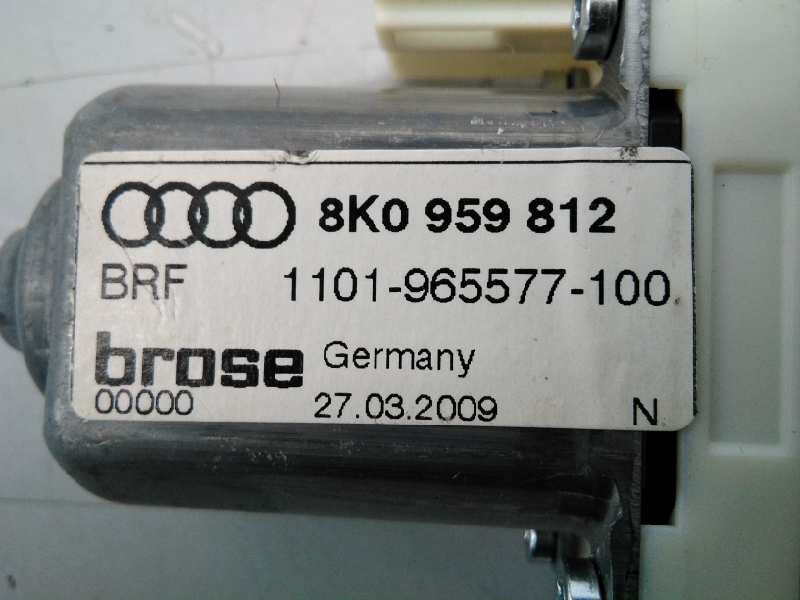 8K0 959 812
BRF 1101-965577-100
brose Germany
00000 27.03.2009 N